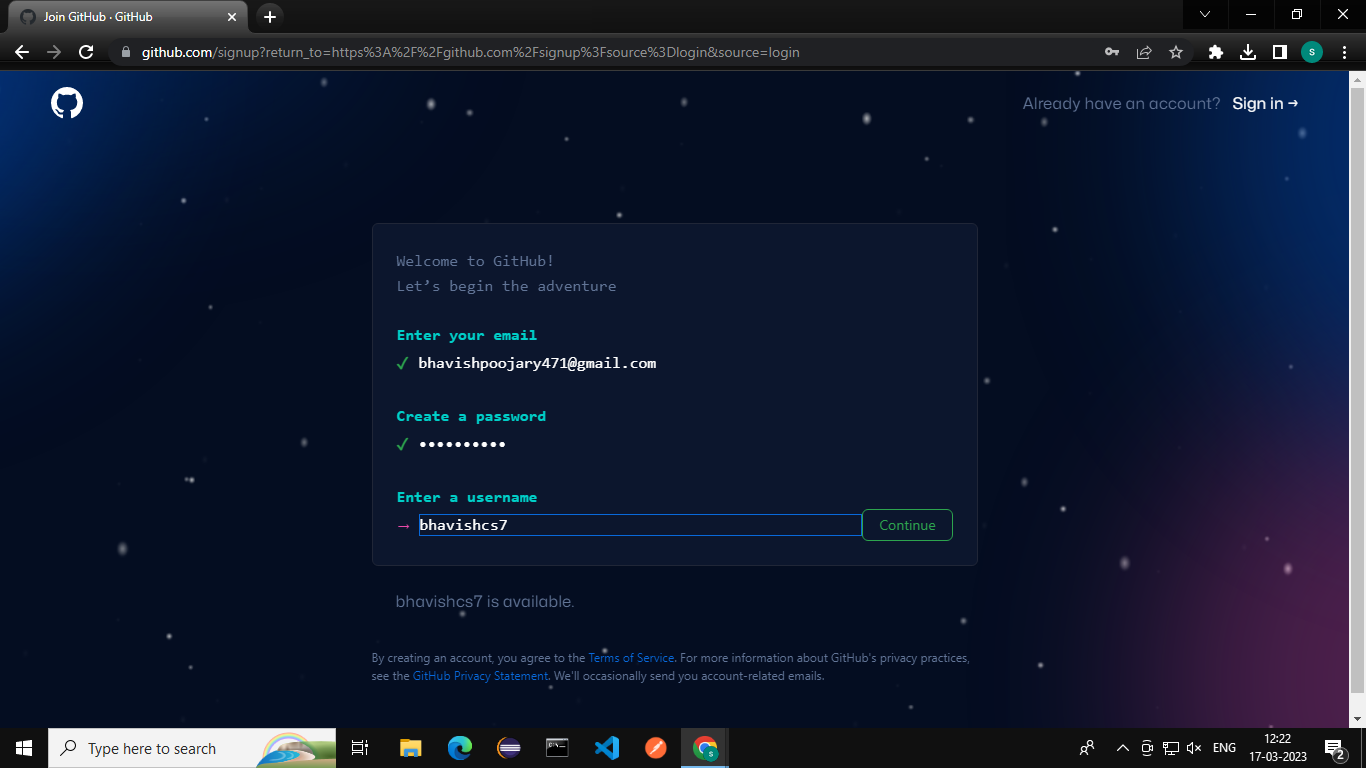 Join GitHub · GitHub
github.com/signup?return_to=https%3A%2F%2Fgithub.com%2Fsignup%3Fsource%3Dlogin&source=login
s
Already have an account? Sign in →
Welcome to GitHub!
Let’s begin the adventure
Enter your email
✓ bhavishpoojary471@gmail.com
Create a password
✓ ••••••••••
Enter a username
→ bhavishcs7 Continue
bhavishcs7 is available.
By creating an account, you agree to the Terms of Service. For more information about GitHub's privacy practices,
see the GitHub Privacy Statement. We'll occasionally send you account-related emails.
Type here to search
ENG
12:22
17-03-2023
2